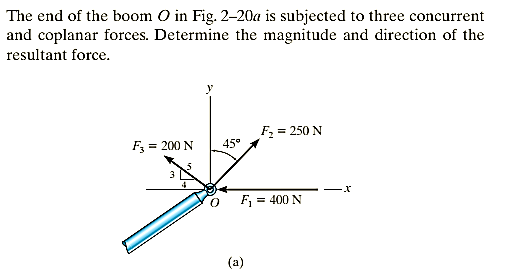 The end of the boom O in Fig. 2–20a is subjected to three concurrent
and coplanar forces. Determine the magnitude and direction of the
resultant force.
y
F₂ = 250 N
F₃ = 200 N
45°
5
3
4
x
O
F₁ = 400 N
(a)